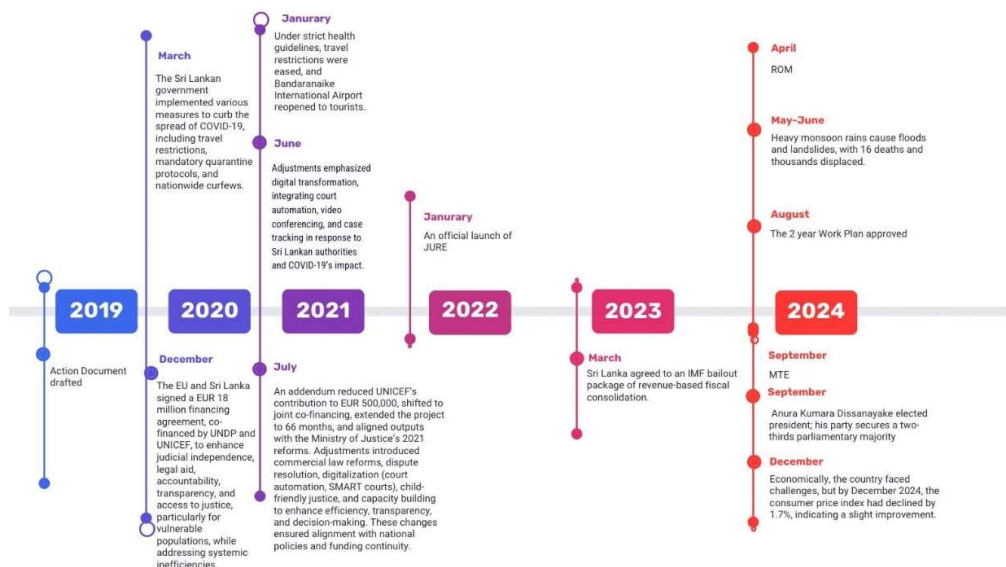 Janurary
Under strict health
guidelines, travel
restrictions were
eased, and
Bandaranaike
International Airport
reopened to tourists.
March
The Sri Lankan
government
implemented various
measures to curb the
spread of COVID-19,
including travel
restrictions,
mandatory quarantine
protocols, and
nationwide curfews.
June
Adjustments emphasized
digital transformation,
integrating court
automation, video
conferencing, and case
tracking in response to
Sri Lankan authorities
and COVID-19's impact.
Janurary
An official launch of
JURE
April
ROM
May-June
Heavy monsoon rains cause floods
and landslides, with 16 deaths and
thousands displaced.
August
The 2 year Work Plan approved
2019
2020
2021
2022
2023
2024
Action Document
drafted
December
The EU and Sri Lanka
signed a EUR 18
million financing
agreement, co-
financed by UNDP and
UNICEF, to enhance
judicial independence,
legal aid,
accountability,
transparency, and
access to justice,
particularly for
vulnerable
populations, while
addressing systemic
inefficiencies.
July
An addendum reduced UNICEF's
contribution to EUR 500,000, shifted to
joint co-financing, extended the project
to 66 months, and aligned outputs
with the Ministry of Justice's 2021
reforms. Adjustments introduced
commercial law reforms, dispute
resolution, digitalization (court
automation, SMART courts), child-
friendly justice, and capacity building
to enhance efficiency, transparency,
and decision-making. These changes
ensured alignment with national
policies and funding continuity.
March
Sri Lanka agreed to an IMF bailout
package of revenue-based fiscal
consolidation.
September
MTE
September
Anura Kumara Dissanayake elected
president; his party secures a two-
thirds parliamentary majority
December
Economically, the country faced
challenges, but by December 2024, the
consumer price index had declined by
1.7%, indicating a slight improvement.